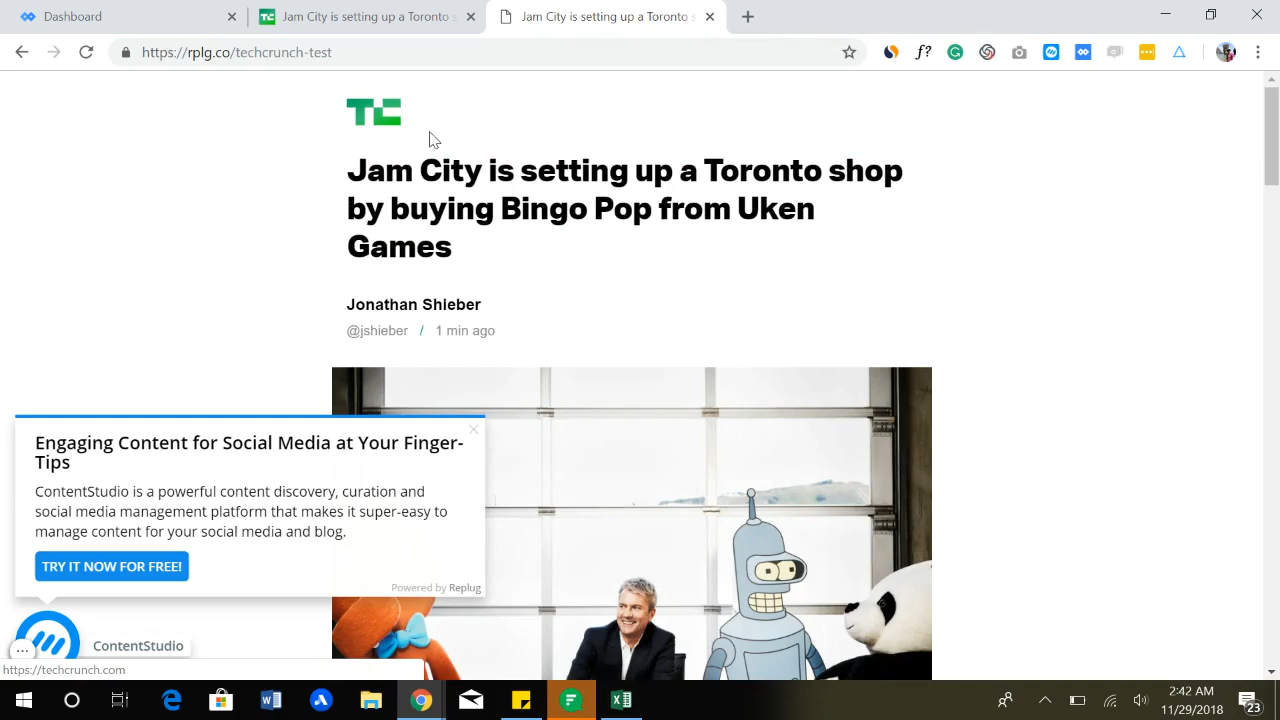 Dashboard
Jam City is setting up a Toronto s
Jam City is setting up a Toronto s
https://rplg.co/techcrunch-test
f?
TC
Jam City is setting up a Toronto shop
by buying Bingo Pop from Uken
Games
Jonathan Shieber
@jshieber / 1 min ago
Engaging Content for Social Media at Your Finger-
Tips
ContentStudio is a powerful content discovery, curation and
social media management platform that makes it super-easy to
manage content for your social media and blog.
TRY IT NOW FOR FREE!
Powered by Replug
ContentStudio
https://techcrunch.com
2:42 AM
11/29/2018
23